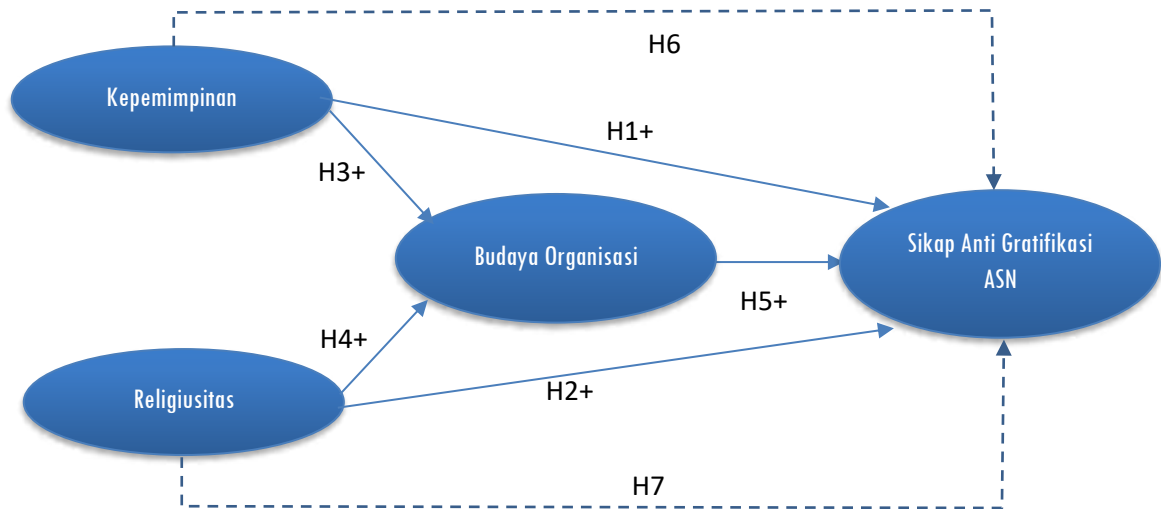 H6
Kepemimpinan
H1+
H3+
Budaya Organisasi
Sikap Anti Gratifikasi
ASN
H5+
H4+
Religiusitas
H2+
H7